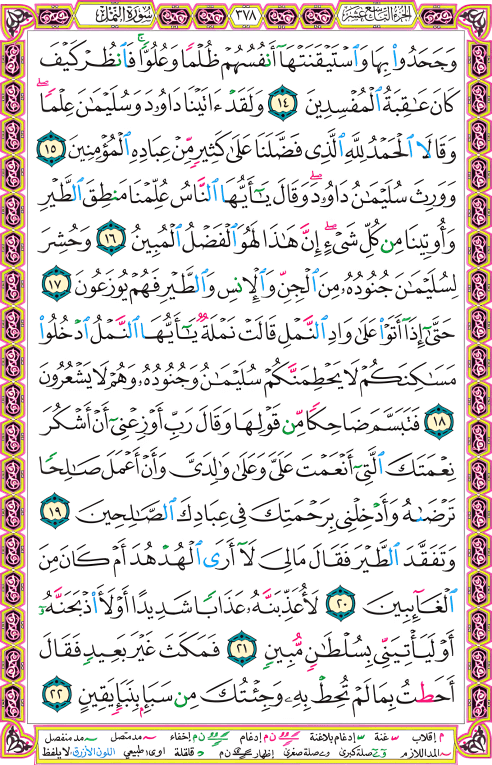 الجزء التاسع عشر ٣٧٨ سورة النمل
وَجَحَدُوا۟ بِهَا وَٱسْتَيْقَنَتْهَآ أَنفُسُهُمْ ظُلْمًا وَعُلُوًّا ۚ فَٱنظُرْ كَيْفَ
كَانَ عَـٰقِبَةُ ٱلْمُفْسِدِينَ ١٤ وَلَقَدْ ءَاتَيْنَا دَاوُۥدَ وَسُلَيْمَـٰنَ عِلْمًا ۖ
وَقَالَا ٱلْحَمْدُ لِلَّهِ ٱلَّذِى فَضَّلَنَا عَلَىٰ كَثِيرٍ مِّنْ عِبَادِهِ ٱلْمُؤْمِنِينَ ١٥
وَوَرِثَ سُلَيْمَـٰنُ دَاوُۥدَ ۖ وَقَالَ يَـٰٓأَيُّهَا ٱلنَّاسُ عُلِّمْنَا مَنطِقَ ٱلطَّيْرِ
وَأُوتِينَا مِن كُلِّ شَىْءٍ ۖ إِنَّ هَـٰذَا لَهُوَ ٱلْفَضْلُ ٱلْمُبِينُ ١٦ وَحُشِرَ
لِسُلَيْمَـٰنَ جُنُودُهُۥ مِنَ ٱلْجِنِّ وَٱلْإِنسِ وَٱلطَّيْرِ فَهُمْ يُوزَعُونَ ١٧
حَتَّىٰٓ إِذَآ أَتَوْا۟ عَلَىٰ وَادِ ٱلنَّمْلِ قَالَتْ نَمْلَةٌ يَـٰٓأَيُّهَا ٱلنَّمْلُ ٱدْخُلُوا۟
مَسَـٰكِنَكُمْ لَا يَحْطِمَنَّكُمْ سُلَيْمَـٰنُ وَجُنُودُهُۥ وَهُمْ لَا يَشْعُرُونَ
١٨ فَتَبَسَّمَ ضَاحِكًا مِّن قَوْلِهَا وَقَالَ رَبِّ أَوْزِعْنِىٓ أَنْ أَشْكُرَ
نِعْمَتَكَ ٱلَّتِىٓ أَنْعَمْتَ عَلَىَّ وَعَلَىٰ وَٰلِدَىَّ وَأَنْ أَعْمَلَ صَـٰلِحًا
تَرْضَىٰهُ وَأَدْخِلْنِى بِرَحْمَتِكَ فِى عِبَادِكَ ٱلصَّـٰلِحِينَ ١٩
وَتَفَقَّدَ ٱلطَّيْرَ فَقَالَ مَالِىَ لَآ أَرَى ٱلْهُدْهُدَ أَمْ كَانَ مِنَ
ٱلْغَآئِبِينَ ٢٠ لَأُعَذِّبَنَّهُۥ عَذَابًا شَدِيدًا أَوْ لَأَا۟ذْبَحَنَّهُۥٓ
أَوْ لَيَأْتِيَنِّى بِسُلْطَـٰنٍ مُّبِينٍ ٢١ فَمَكَثَ غَيْرَ بَعِيدٍ فَقَالَ
أَحَطتُ بِمَا لَمْ تُحِطْ بِهِۦ وَجِئْتُكَ مِن سَبَإٍۭ بِنَبَإٍ يَقِينٍ ٢٢
م إقلاب س غنة س إدغام بلاغنة ن م إدغام ن م إخفاء مد متصل مد منفصل
المد اللازم وے صلة كبرى وے صلة صغرى إظهار ن م د قلقلة اوى طبيعي اللون الأزرق لا يلفظ